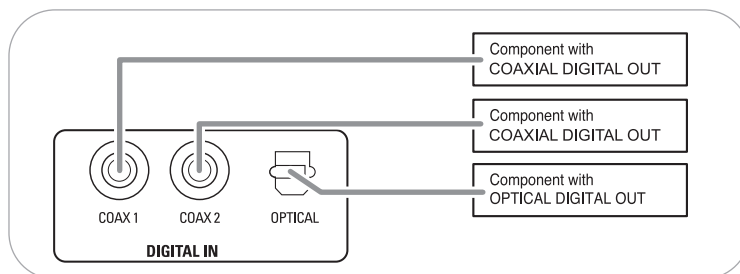 Component with
COAXIAL DIGITAL OUT
Component with
COAXIAL DIGITAL OUT
Component with
OPTICAL DIGITAL OUT
COAX 1 COAX 2 OPTICAL
DIGITAL IN